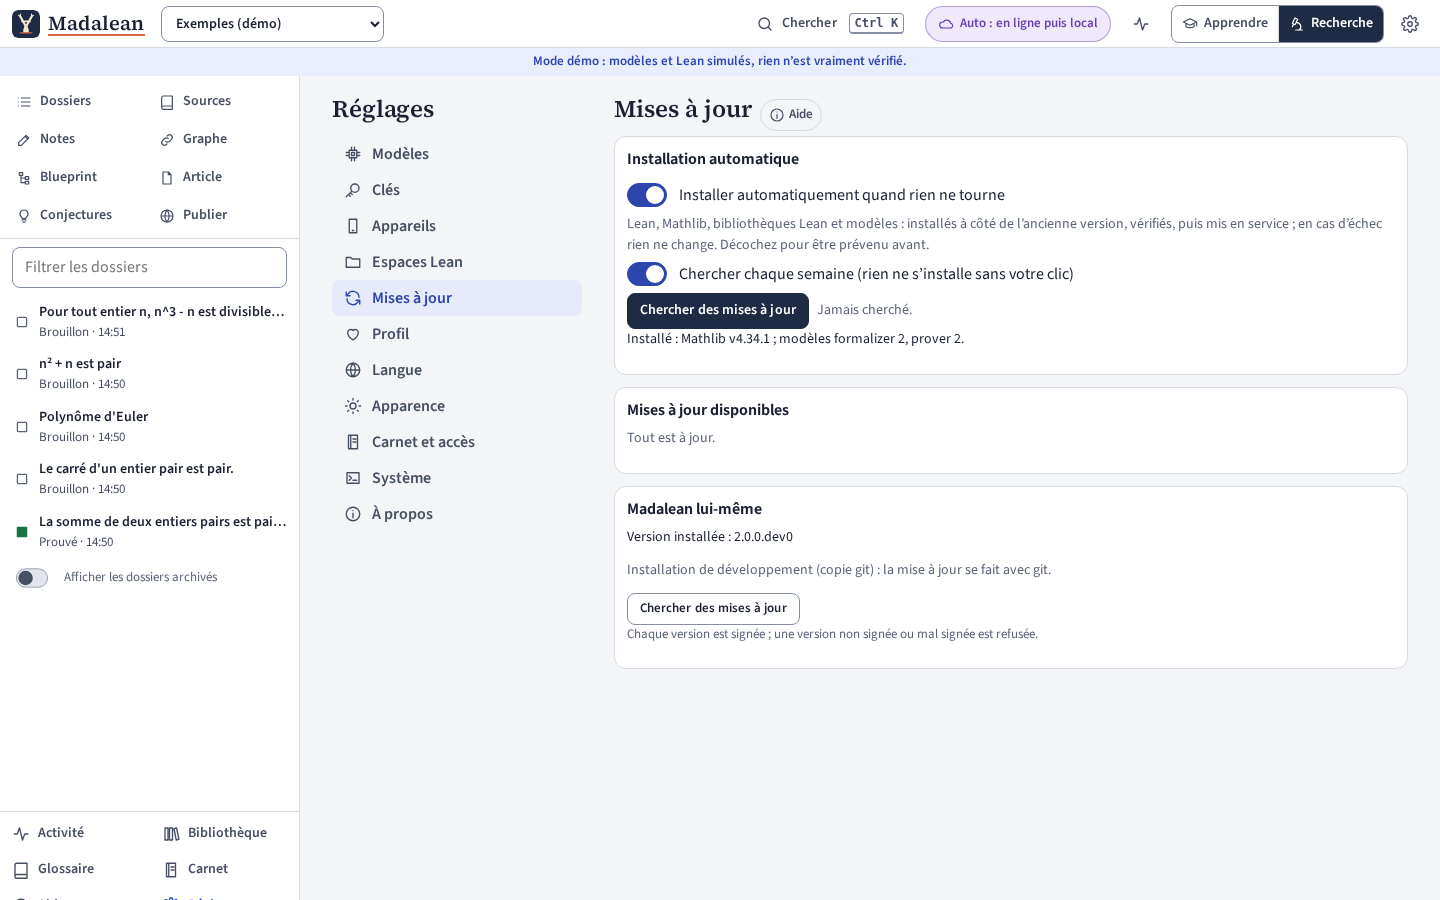 Madalean
Exemples (démo)
Chercher
Ctrl K
Auto : en ligne puis local
Apprendre
Recherche
Mode démo : modèles et Lean simulés, rien n’est vraiment vérifié.
Dossiers
Sources
Notes
Graphe
Blueprint
Article
Conjectures
Publier
Filtrer les dossiers
Pour tout entier n, n^3 - n est divisible…
Brouillon · 14:51
n² + n est pair
Brouillon · 14:50
Polynôme d'Euler
Brouillon · 14:50
Le carré d'un entier pair est pair.
Brouillon · 14:50
La somme de deux entiers pairs est pai…
Prouvé · 14:50
Afficher les dossiers archivés
Activité
Bibliothèque
Glossaire
Carnet
Réglages
Modèles
Clés
Appareils
Espaces Lean
Mises à jour
Profil
Langue
Apparence
Carnet et accès
Système
À propos
Mises à jour
Aide
Installation automatique
Installer automatiquement quand rien ne tourne
Lean, Mathlib, bibliothèques Lean et modèles : installés à côté de l’ancienne version, vérifiés, puis mis en service ; en cas d’échec
rien ne change. Décochez pour être prévenu avant.
Chercher chaque semaine (rien ne s’installe sans votre clic)
Chercher des mises à jour
Jamais cherché.
Installé : Mathlib v4.34.1 ; modèles formalizer 2, prover 2.
Mises à jour disponibles
Tout est à jour.
Madalean lui-même
Version installée : 2.0.0.dev0
Installation de développement (copie git) : la mise à jour se fait avec git.
Chercher des mises à jour
Chaque version est signée ; une version non signée ou mal signée est refusée.